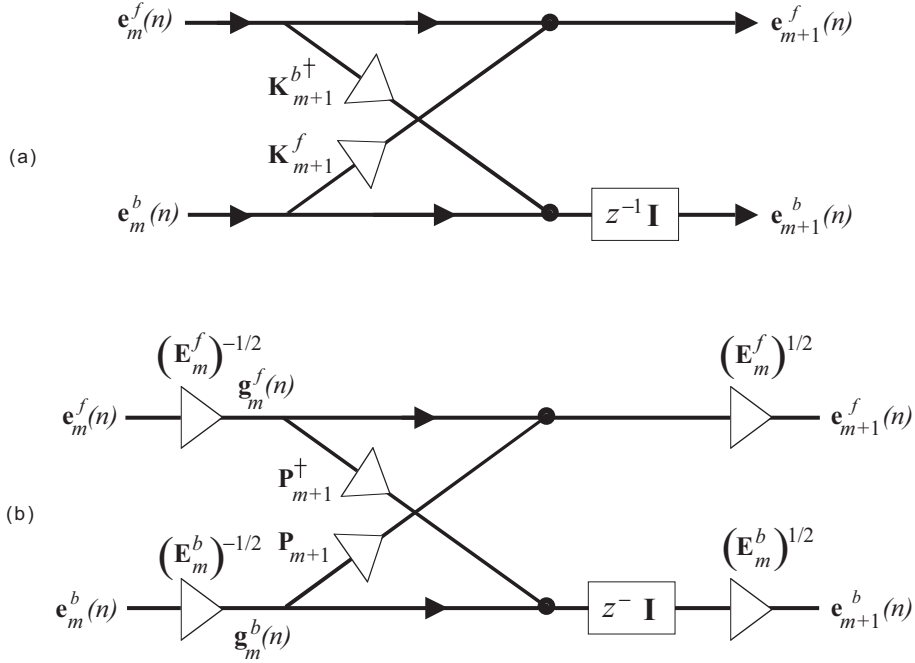 e_m^f(n)
e_{m+1}^f(n)
K_{m+1}^{b†}
K_{m+1}^f
(a)
e_m^b(n)
z^{-1} I
e_{m+1}^b(n)
(E_m^f)^{-1/2}
(E_m^f)^{1/2}
g_m^f(n)
e_m^f(n)
e_{m+1}^f(n)
P_{m+1}^†
(b)
P_{m+1}
(E_m^b)^{-1/2}
(E_m^b)^{1/2}
e_m^b(n)
z^- I
e_{m+1}^b(n)
g_m^b(n)